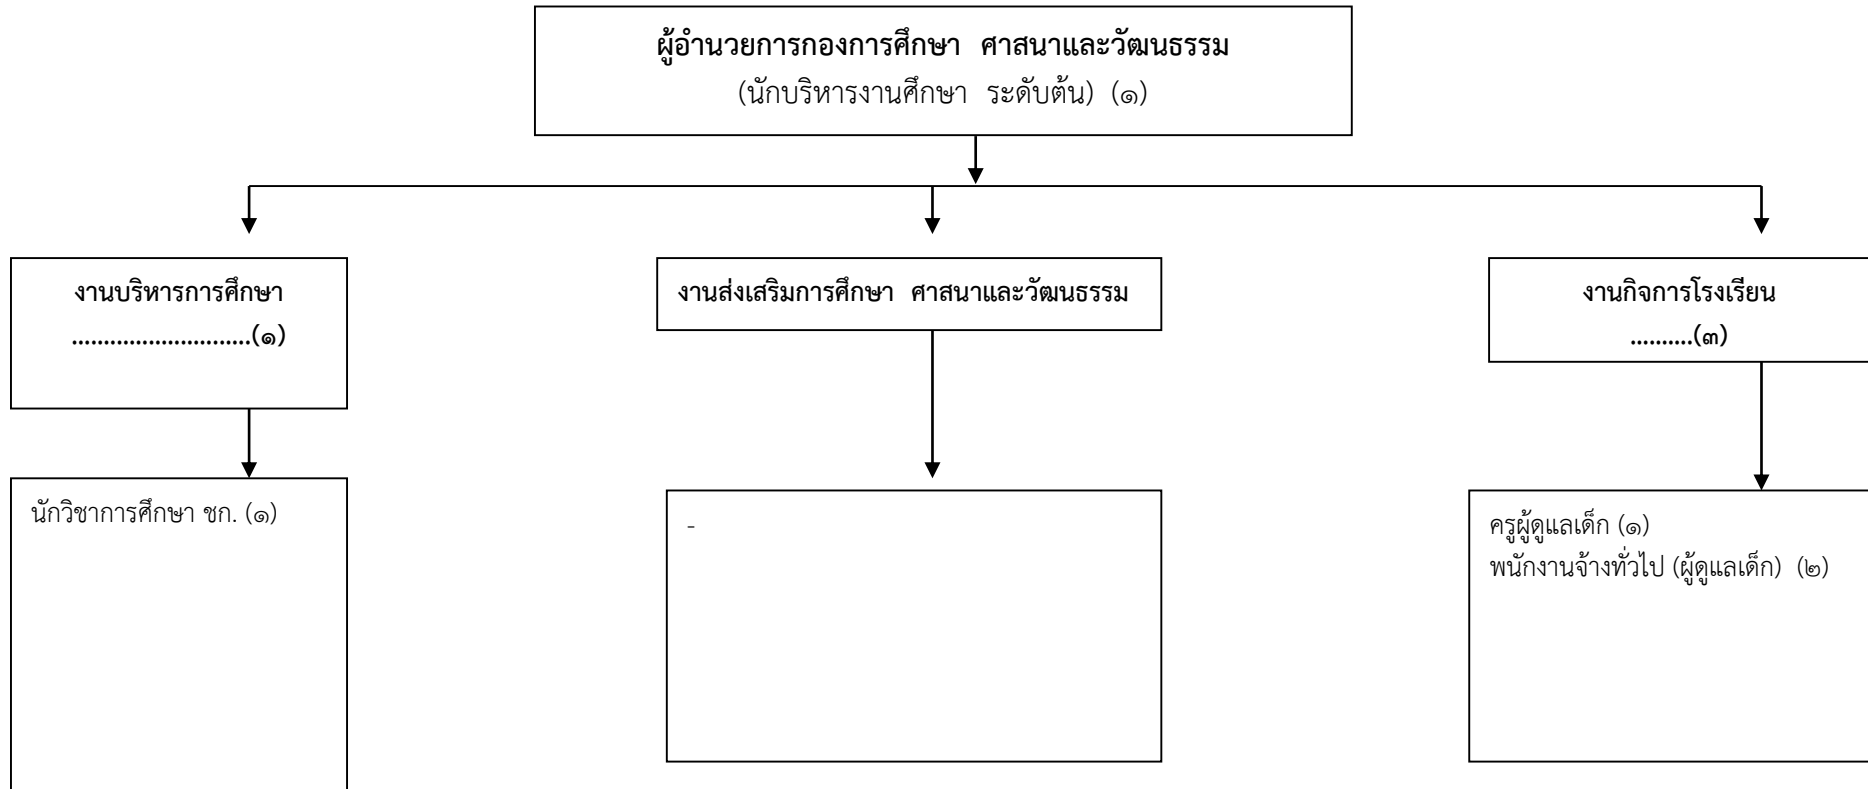 ผู้อำนวยการกองการศึกษา ศาสนาและวัฒนธรรม
(นักบริหารงานศึกษา ระดับต้น) (๑)
งานบริหารการศึกษา
............................(๑)
งานส่งเสริมการศึกษา ศาสนาและวัฒนธรรม
งานกิจการโรงเรียน
..........(๓)
นักวิชาการศึกษา ชก. (๑)
-
ครูผู้ดูแลเด็ก (๑)
พนักงานจ้างทั่วไป (ผู้ดูแลเด็ก) (๒)